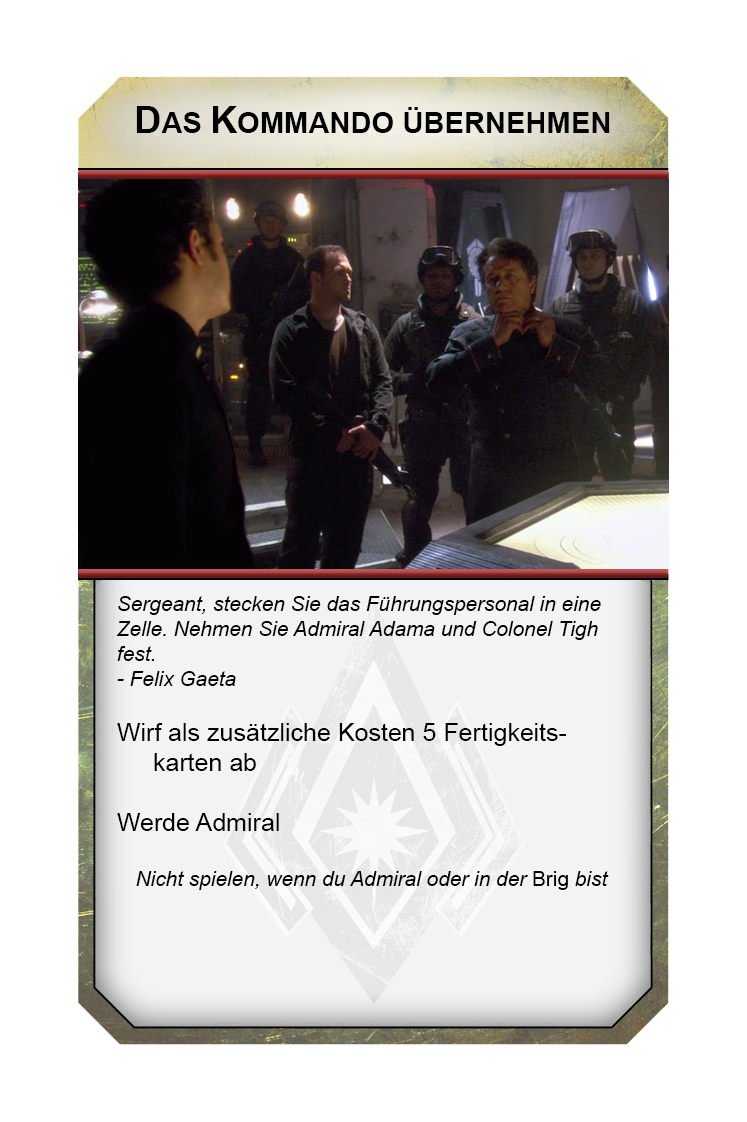 Das Kommando übernehmen
Sergeant, stecken Sie das Führungspersonal in eine
Zelle. Nehmen Sie Admiral Adama und Colonel Tigh
fest.
- Felix Gaeta
Wirf als zusätzliche Kosten 5 Fertigkeits-
karten ab
Werde Admiral
Nicht spielen, wenn du Admiral oder in der Brig bist